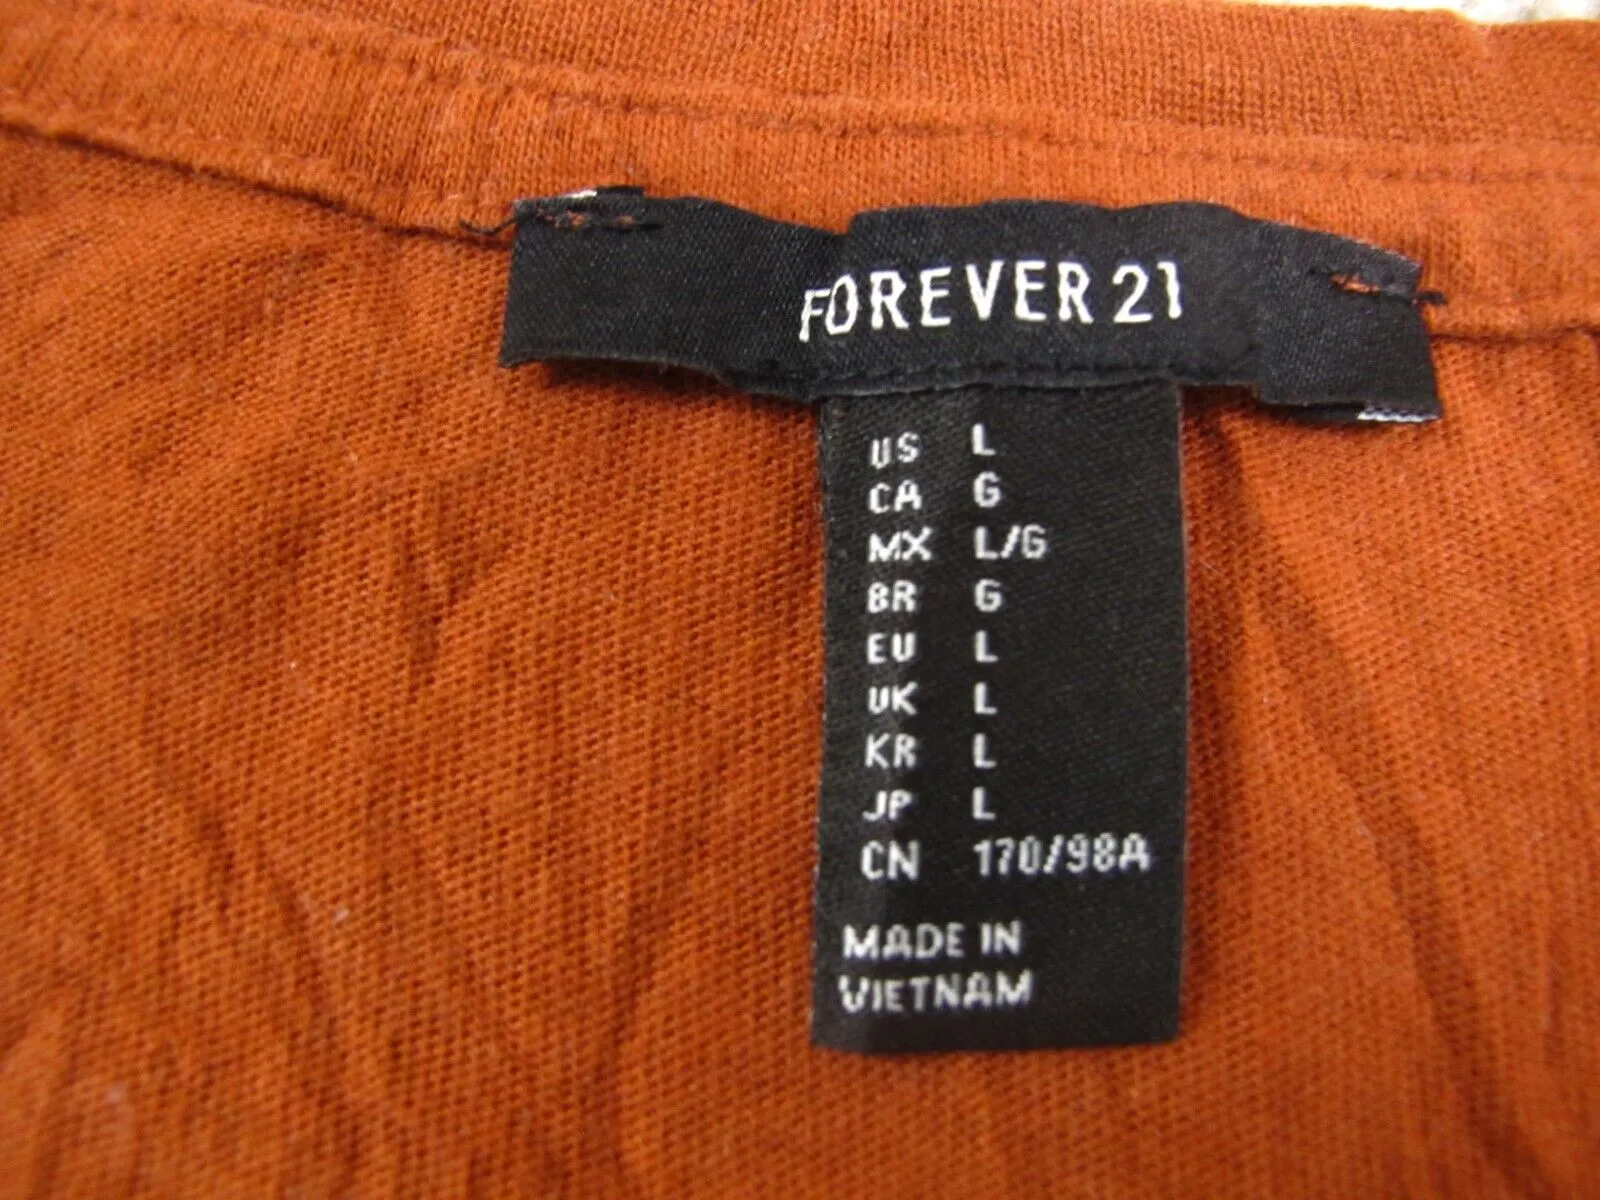 FOREVER 21
US L
CA G
MX L/G
BR G
EU L
UK L
KR L
JP L
CN 170/98A
MADE IN
VIETNAM